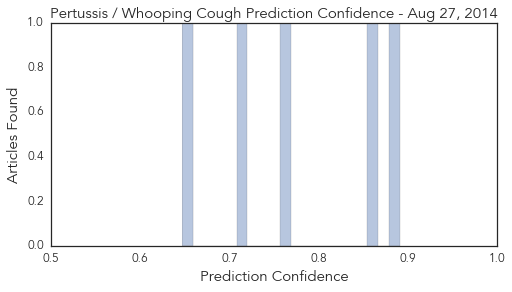 Pertussis / Whooping Cough Prediction Confidence - Aug 27, 2014
1.0
0.8
0.6
0.4
0.2
0.0
Articles Found
0.5 0.6 0.7 0.8 0.9 1.0
Prediction Confidence